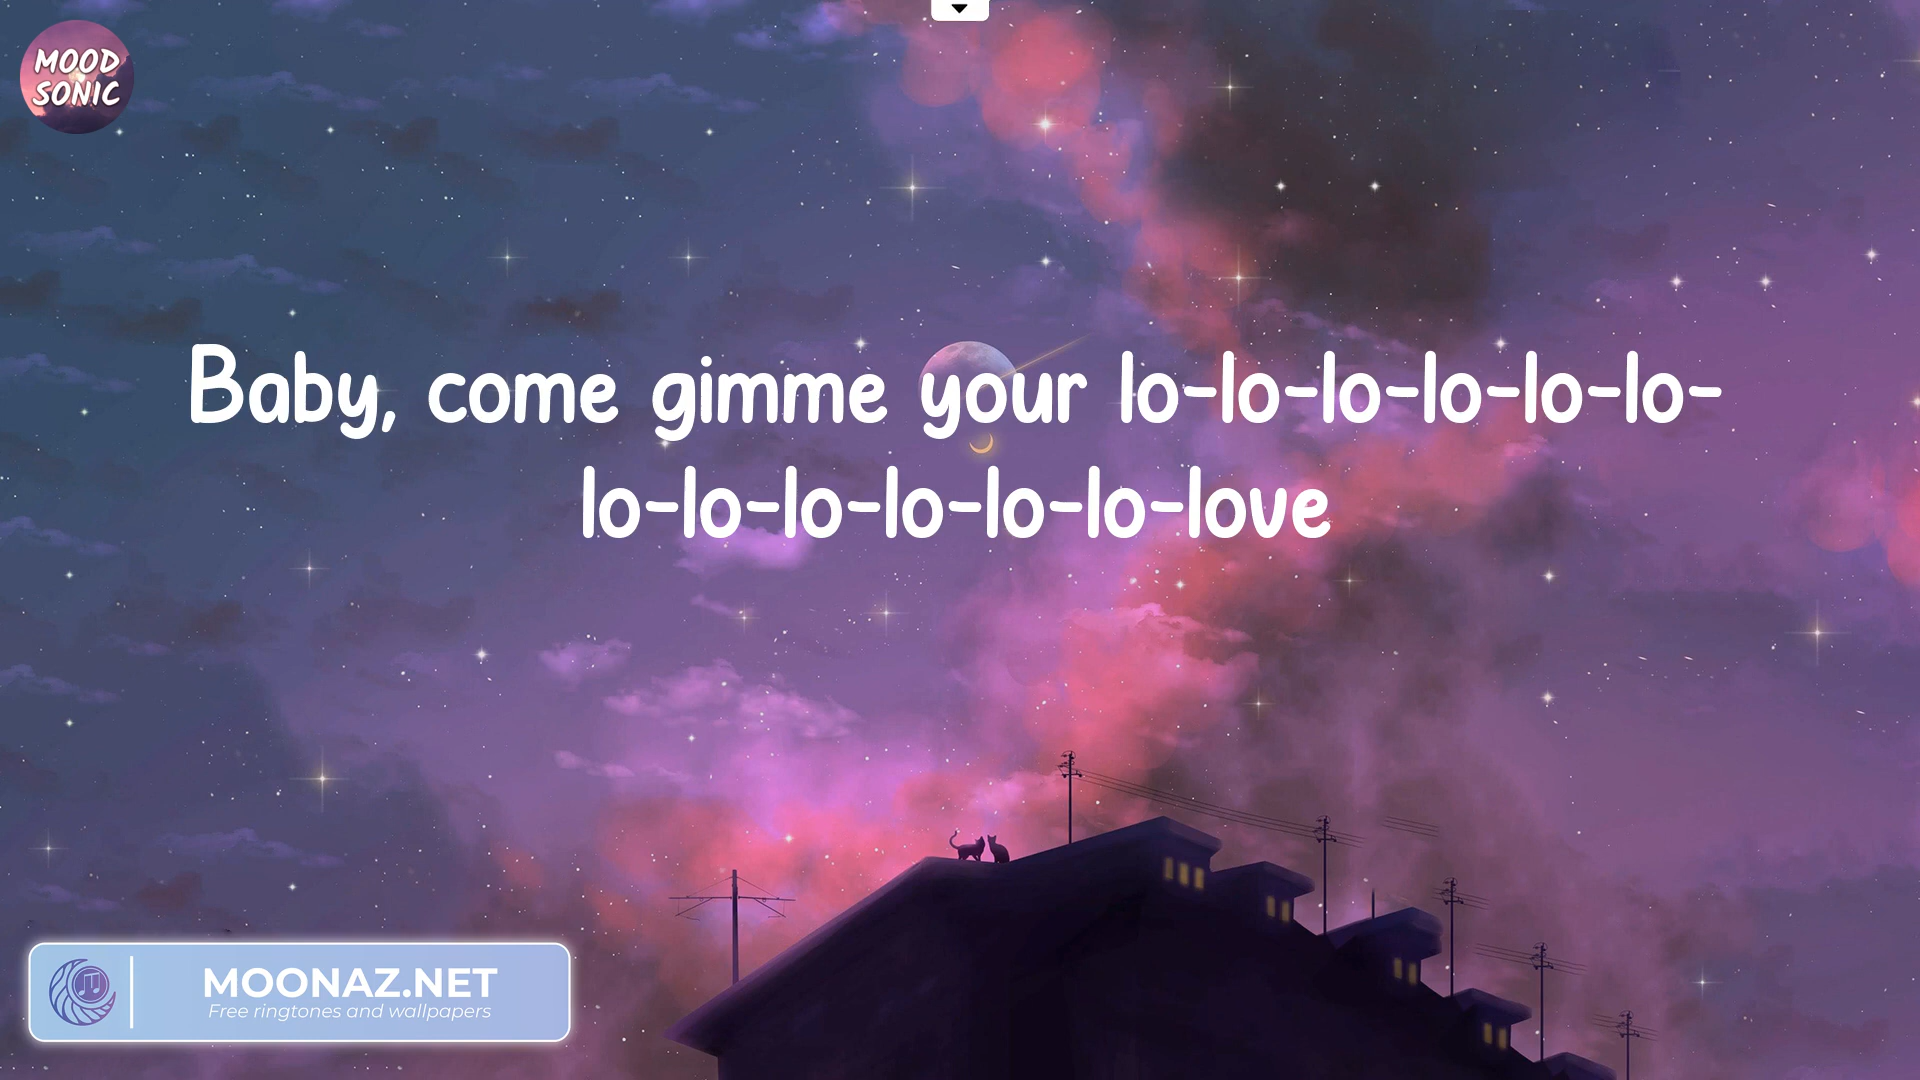 MOOD
SONIC
Baby, come gimme your lo-lo-lo-lo-lo-lo-
lo-lo-lo-lo-lo-lo-love
MOONAZ.NET
Free ringtones and wallpapers